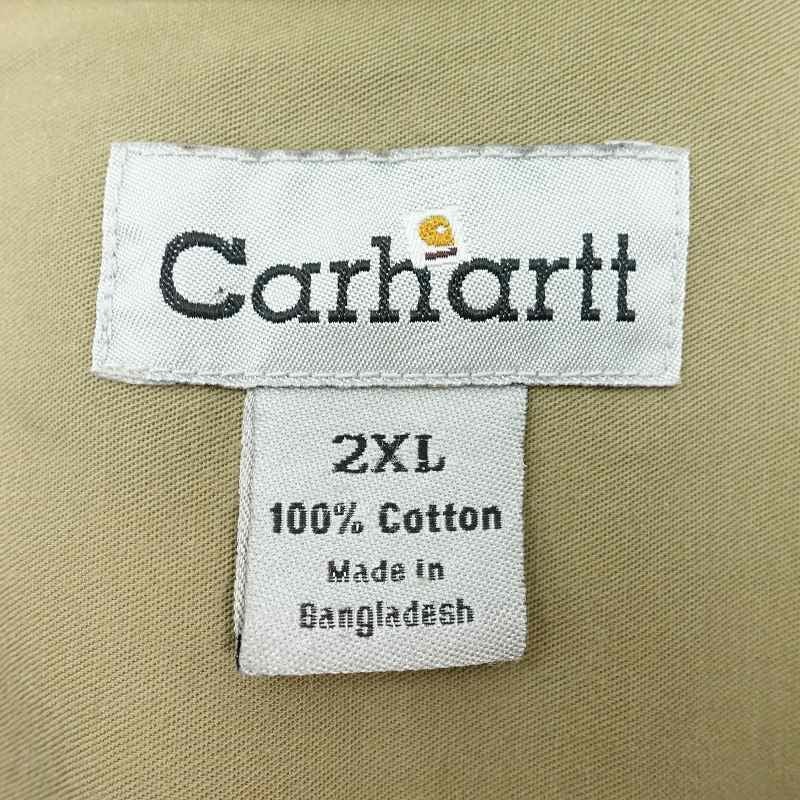 Carhartt
2XL
100% Cotton
Made in
Bangladesh